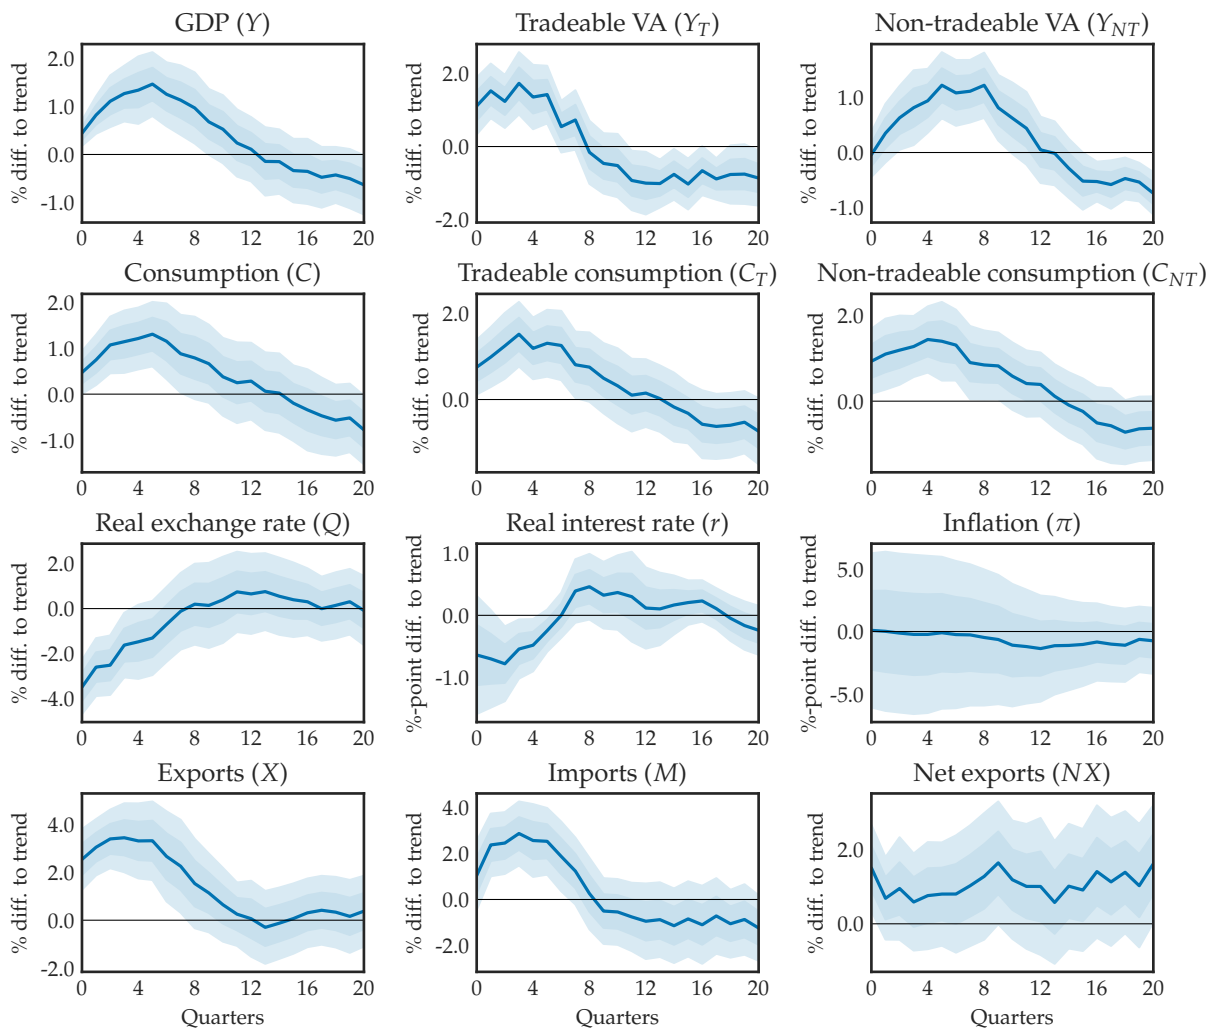 GDP (Y)
% diff. to trend
2.0
1.0
0.0
-1.0
0 4 8 12 16 20
Tradeable VA (Y_T)
% diff. to trend
2.0
0.0
-2.0
0 4 8 12 16 20
Non-tradeable VA (Y_NT)
% diff. to trend
1.0
0.0
-1.0
0 4 8 12 16 20
Consumption (C)
% diff. to trend
2.0
1.0
0.0
-1.0
0 4 8 12 16 20
Tradeable consumption (C_T)
% diff. to trend
2.0
0.0
0 4 8 12 16 20
Non-tradeable consumption (C_NT)
% diff. to trend
2.0
0.0
0 4 8 12 16 20
Real exchange rate (Q)
% diff. to trend
2.0
0.0
-2.0
-4.0
0 4 8 12 16 20
Real interest rate (r)
%-point diff. to trend
1.0
0.0
-1.0
0 4 8 12 16 20
Inflation (π)
%-point diff. to trend
5.0
0.0
-5.0
0 4 8 12 16 20
Exports (X)
% diff. to trend
4.0
2.0
0.0
-2.0
0 4 8 12 16 20
Quarters
Imports (M)
% diff. to trend
4.0
2.0
0.0
-2.0
0 4 8 12 16 20
Quarters
Net exports (NX)
% diff. to trend
2.0
0.0
0 4 8 12 16 20
Quarters